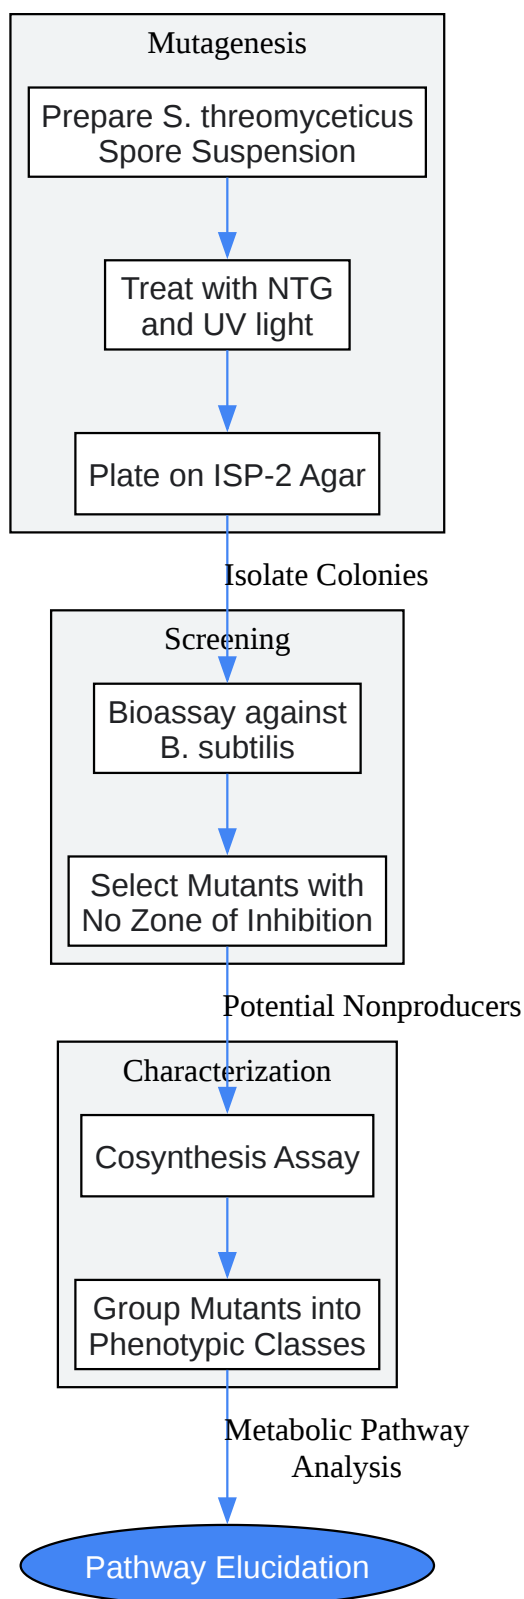 Mutagenesis
Prepare S. threomyceticus
Spore Suspension
Treat with NTG
and UV light
Plate on ISP-2 Agar
Isolate Colonies
Screening
Bioassay against
B. subtilis
Select Mutants with
No Zone of Inhibition
Potential Nonproducers
Characterization
Cosynthesis Assay
Group Mutants into
Phenotypic Classes
Metabolic Pathway
Analysis
Pathway Elucidation